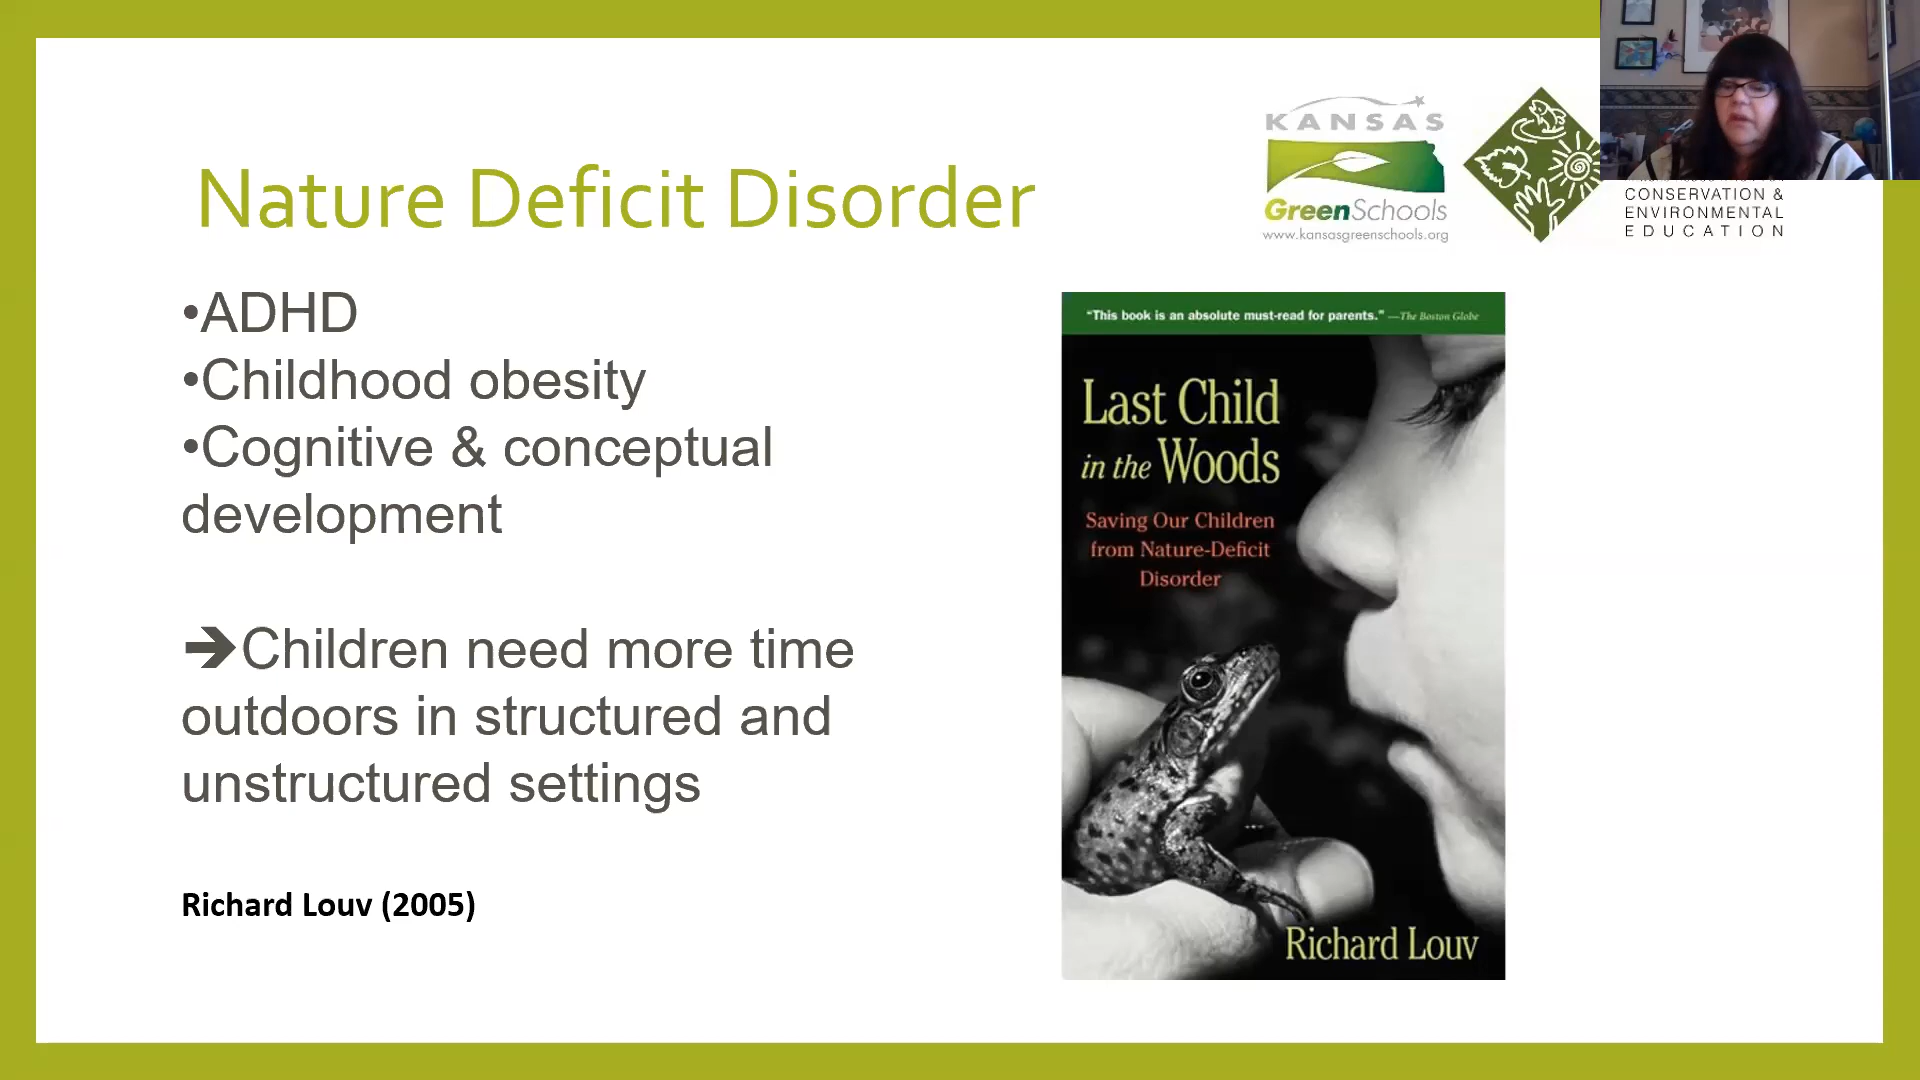 Nature Deficit Disorder
KANSAS
GreenSchools
www.kansasgreenschools.org
CONSERVATION &
ENVIRONMENTAL
EDUCATION
•ADHD
•Childhood obesity
•Cognitive & conceptual
development
➔Children need more time
outdoors in structured and
unstructured settings
Richard Louv (2005)
“This book is an absolute must-read for parents.” —The Boston Globe
Last Child
in the Woods
Saving Our Children
from Nature-Deficit
Disorder
Richard Louv